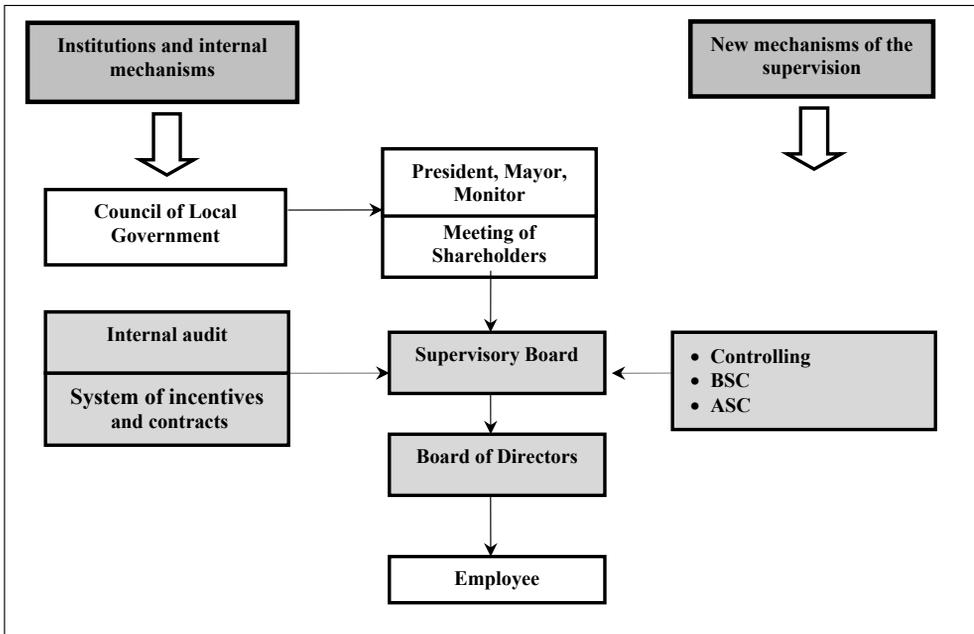 Institutions and internal
mechanisms
New mechanisms of the
supervision
President, Mayor,
Monitor
Council of Local
Government
Meeting of
Shareholders
Internal audit
System of incentives
and contracts
Supervisory Board
• Controlling
• BSC
• ASC
Board of Directors
Employee